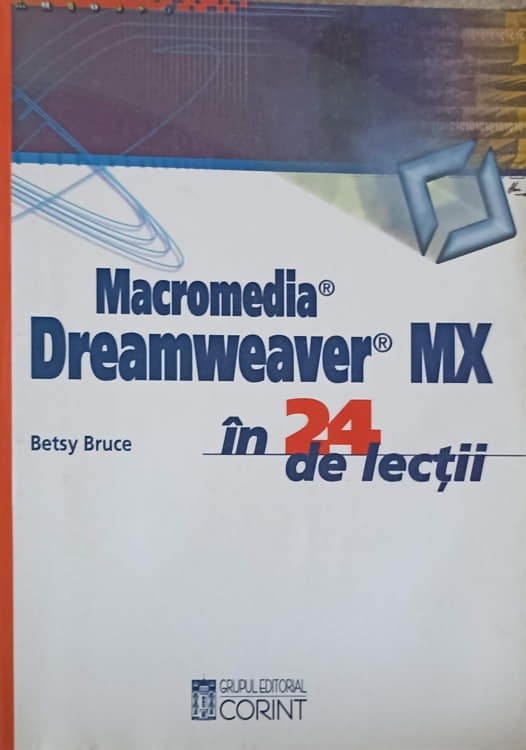 Macromedia®
Dreamweaver® MX
Betsy Bruce
în 24
de lecții
GRUPUL EDITORIAL
CORINT